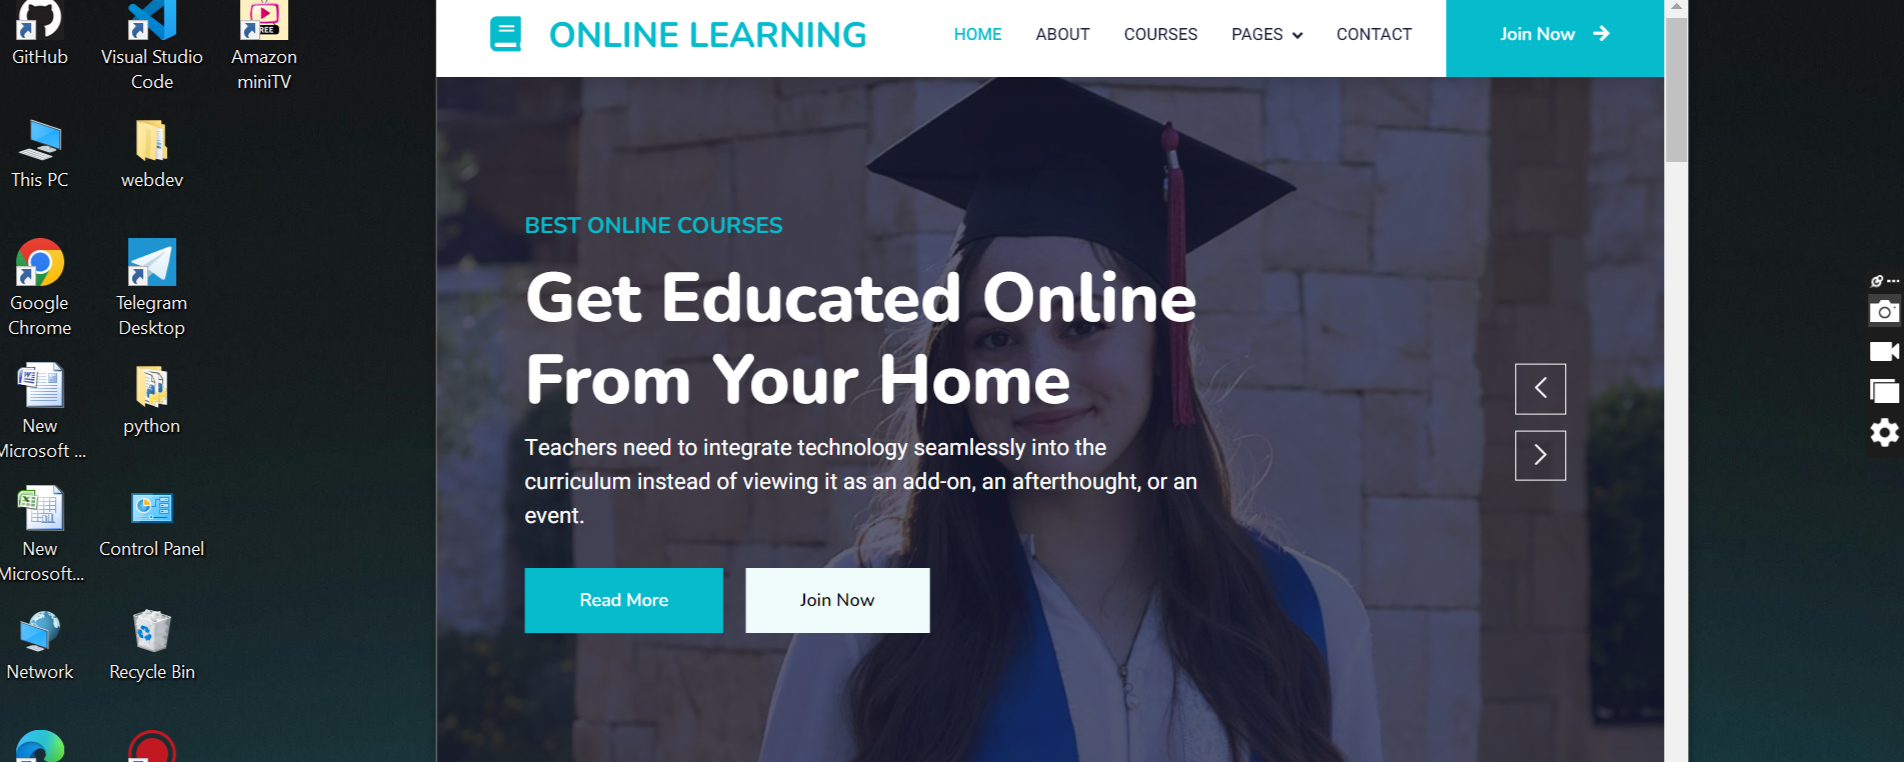 GitHub
Visual Studio
Code
Amazon
miniTV
This PC
webdev
Google
Chrome
Telegram
Desktop
New
Microsoft ...
python
New
Microsoft...
Control Panel
Network
Recycle Bin
ONLINE LEARNING
HOME ABOUT COURSES PAGES CONTACT
Join Now
BEST ONLINE COURSES
Get Educated Online
From Your Home
Teachers need to integrate technology seamlessly into the
curriculum instead of viewing it as an add-on, an afterthought, or an
event.
Read More
Join Now